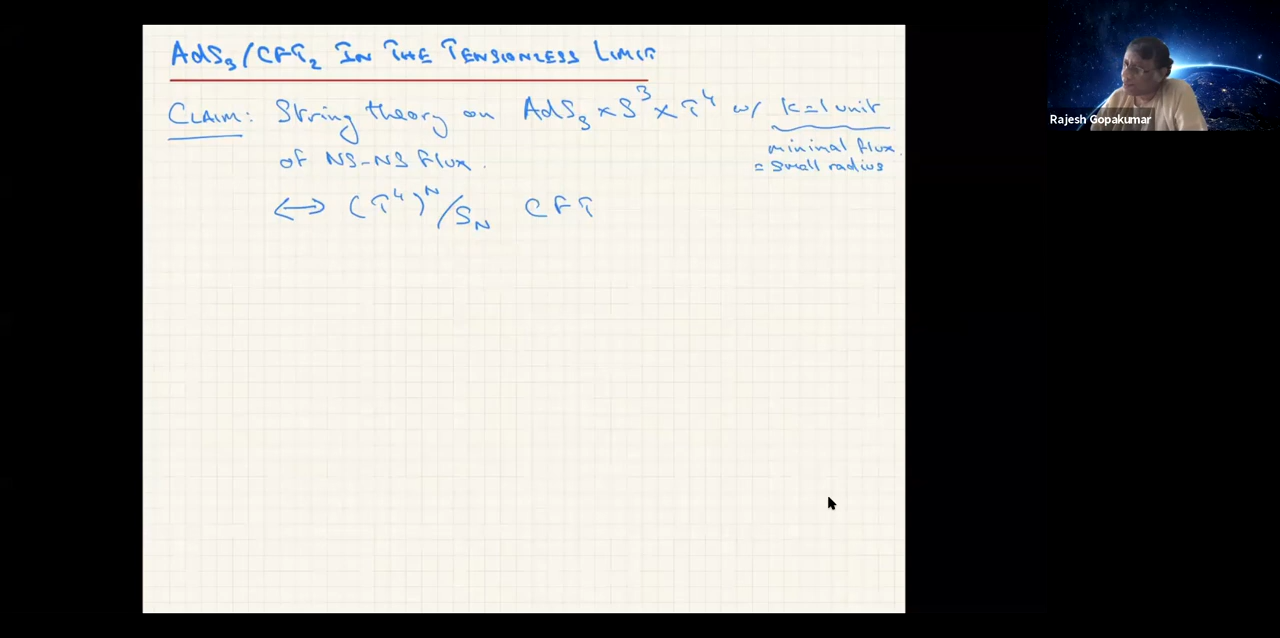 AdS₃/CFT₂ IN THE TENSIONLESS LIMIT
CLAIM: String theory on AdS₃ × S³ × T⁴ w/ k=1 unit
minimal flux.
of NS-NS flux.
= small radius
↔ (T⁴)ᴺ/S_N CFT
Rajesh Gopakumar